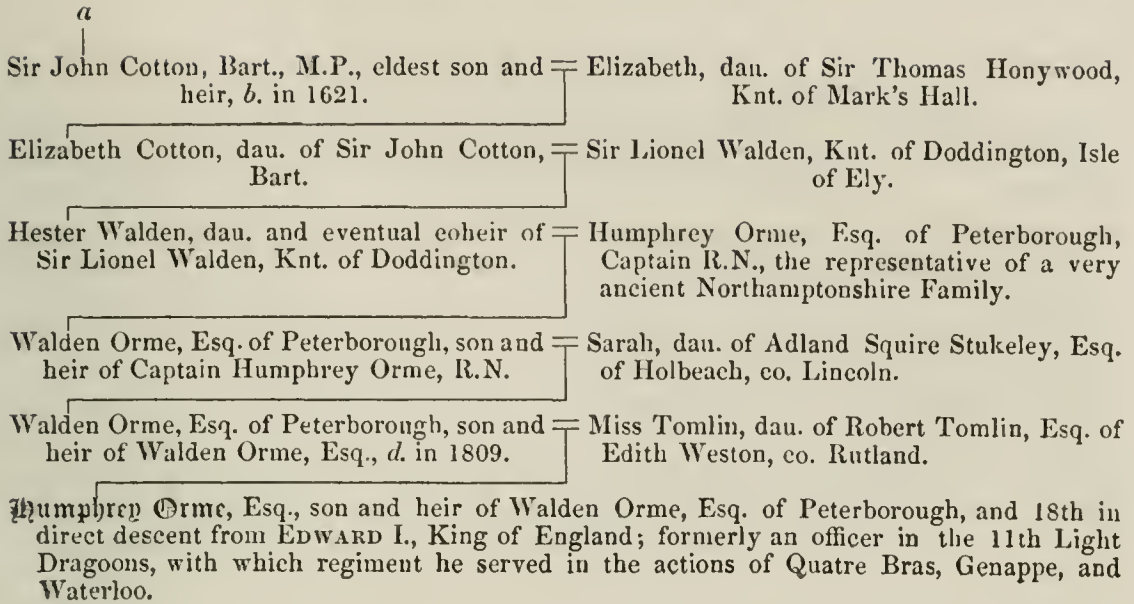 a
Sir John Cotton, Bart., M.P., eldest son and = Elizabeth, dau. of Sir Thomas Honywood,
heir, b. in 1621. Knt. of Mark's Hall.
Elizabeth Cotton, dau. of Sir John Cotton, = Sir Lionel Walden, Knt. of Doddington, Isle
Bart. of Ely.
Hester Walden, dau. and eventual coheir of = Humphrey Orme, Esq. of Peterborough,
Sir Lionel Walden, Knt. of Doddington. Captain R.N., the representative of a very
ancient Northamptonshire Family.
Walden Orme, Esq. of Peterborough, son and = Sarah, dau. of Adland Squire Stukeley, Esq.
heir of Captain Humphrey Orme, R.N. of Holbeach, co. Lincoln.
Walden Orme, Esq. of Peterborough, son and = Miss Tomlin, dau. of Robert Tomlin, Esq. of
heir of Walden Orme, Esq., d. in 1809. Edith Weston, co. Rutland.
Humphrey Orme, Esq., son and heir of Walden Orme, Esq. of Peterborough, and 18th in
direct descent from EDWARD I., King of England; formerly an officer in the 11th Light
Dragoons, with which regiment he served in the actions of Quatre Bras, Genappe, and
Waterloo.